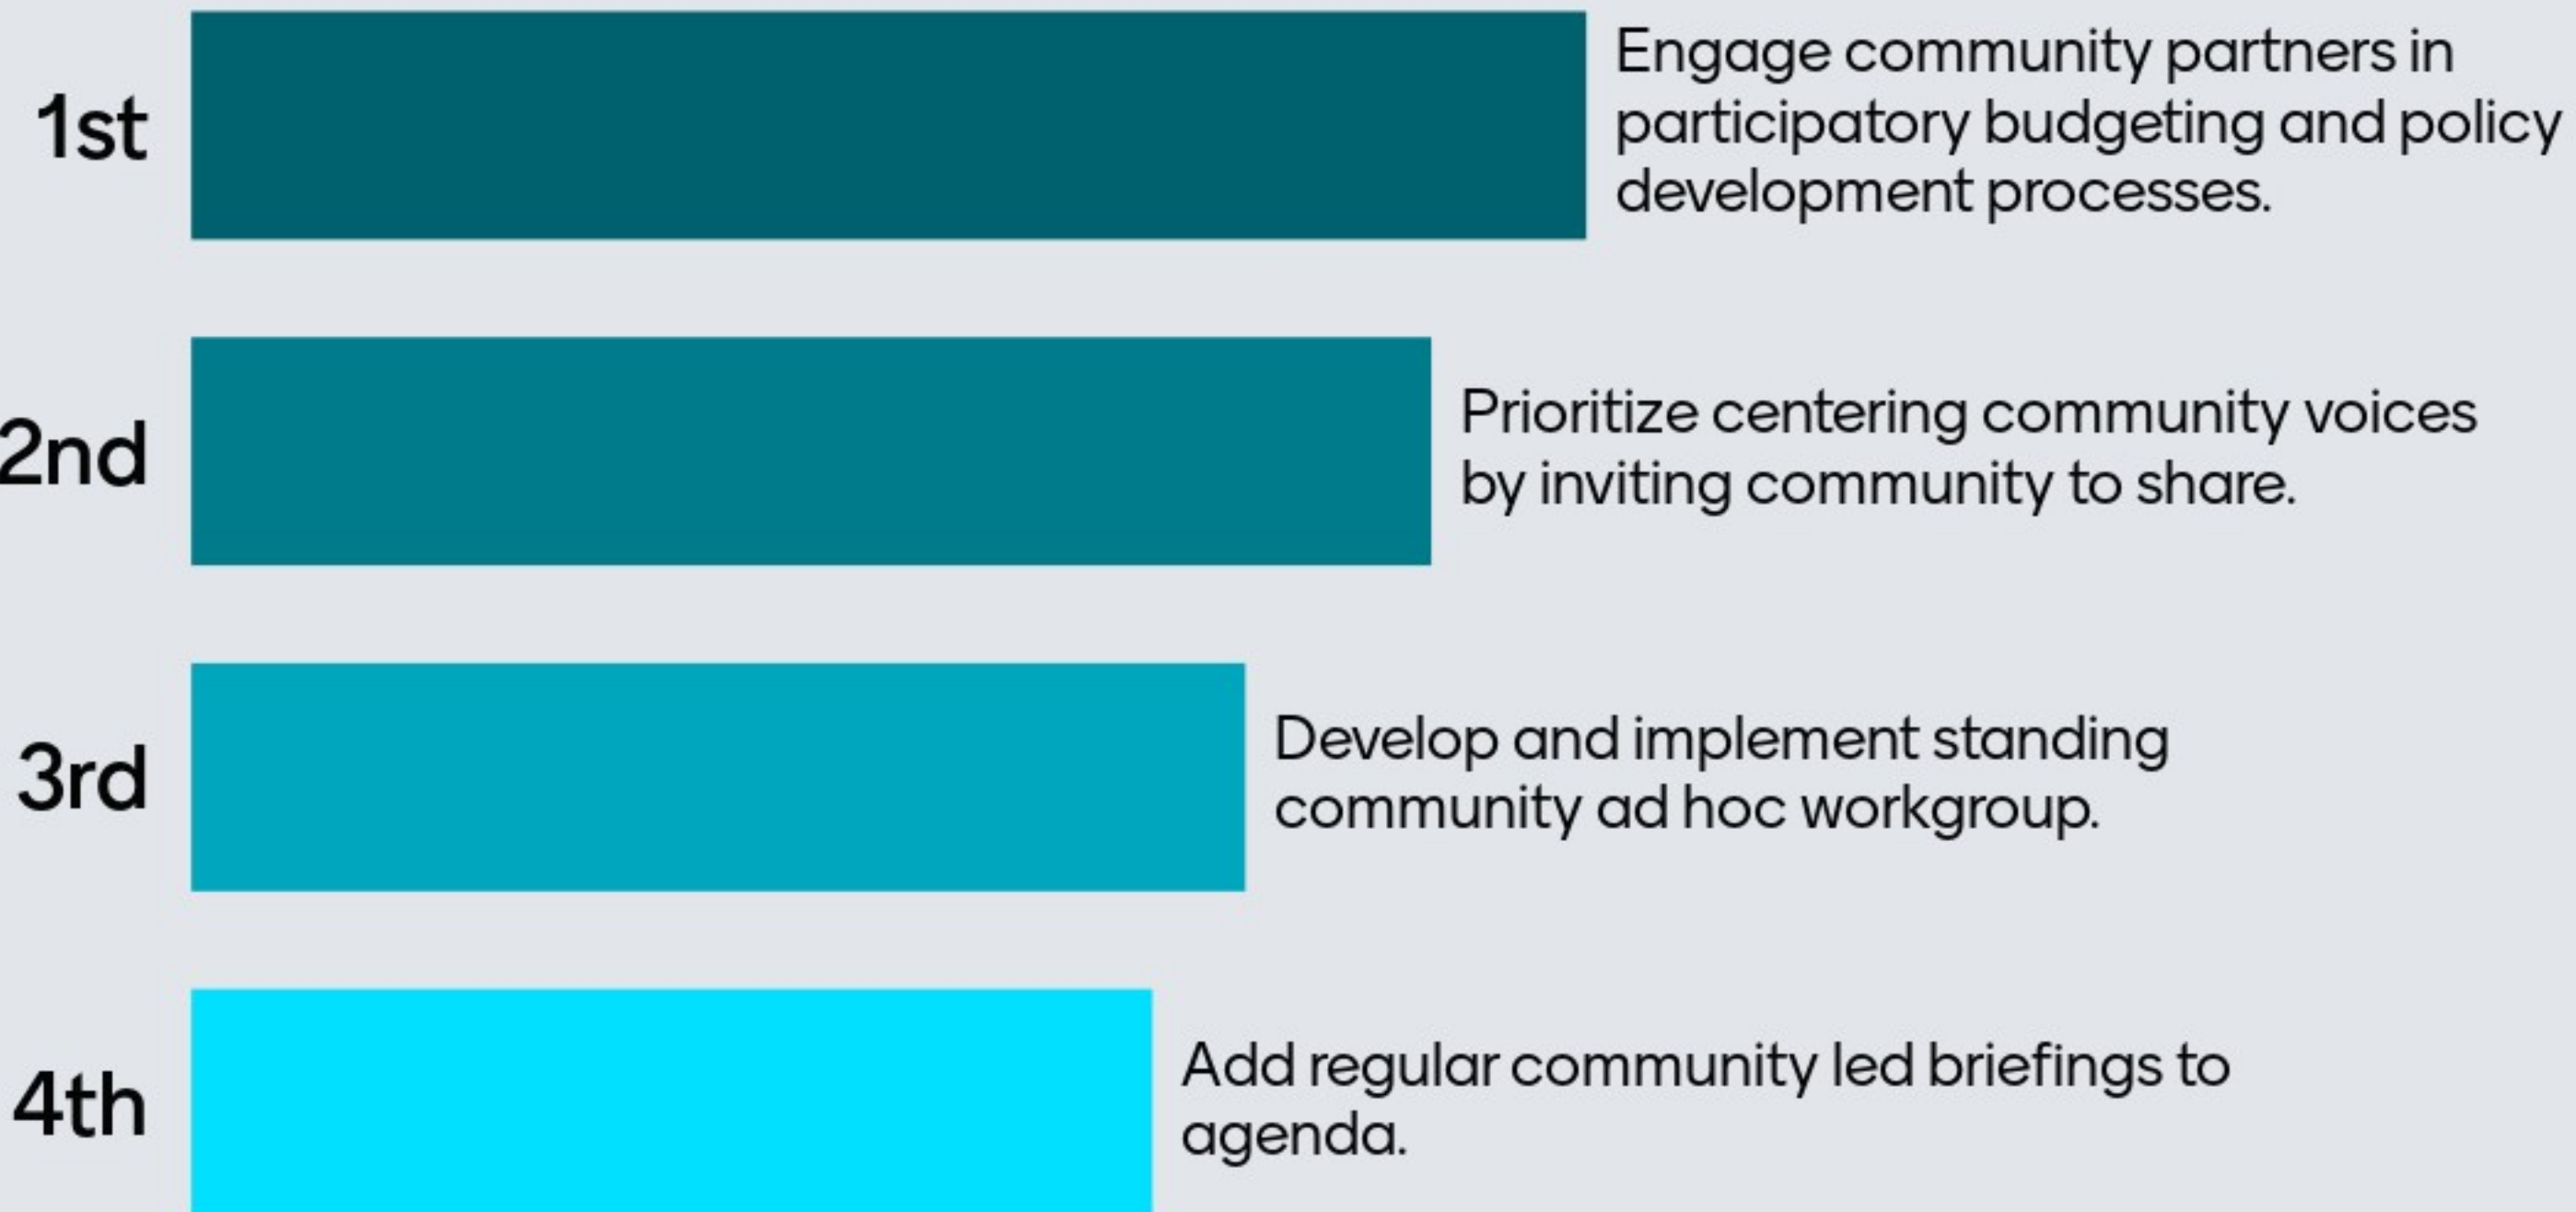 1st
Engage community partners in
participatory budgeting and policy
development processes.
2nd
Prioritize centering community voices
by inviting community to share.
3rd
Develop and implement standing
community ad hoc workgroup.
4th
Add regular community led briefings to
agenda.